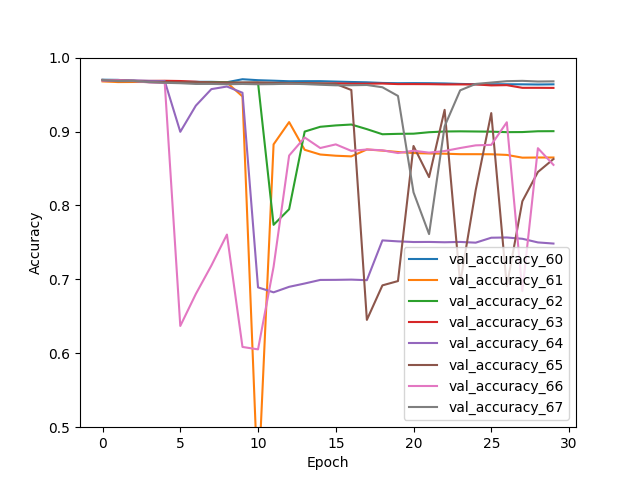 1.0
0.9
0.8
0.7
0.6
0.5
Accuracy
0 5 10 15 20 25 30
Epoch
val_accuracy_60
val_accuracy_61
val_accuracy_62
val_accuracy_63
val_accuracy_64
val_accuracy_65
val_accuracy_66
val_accuracy_67